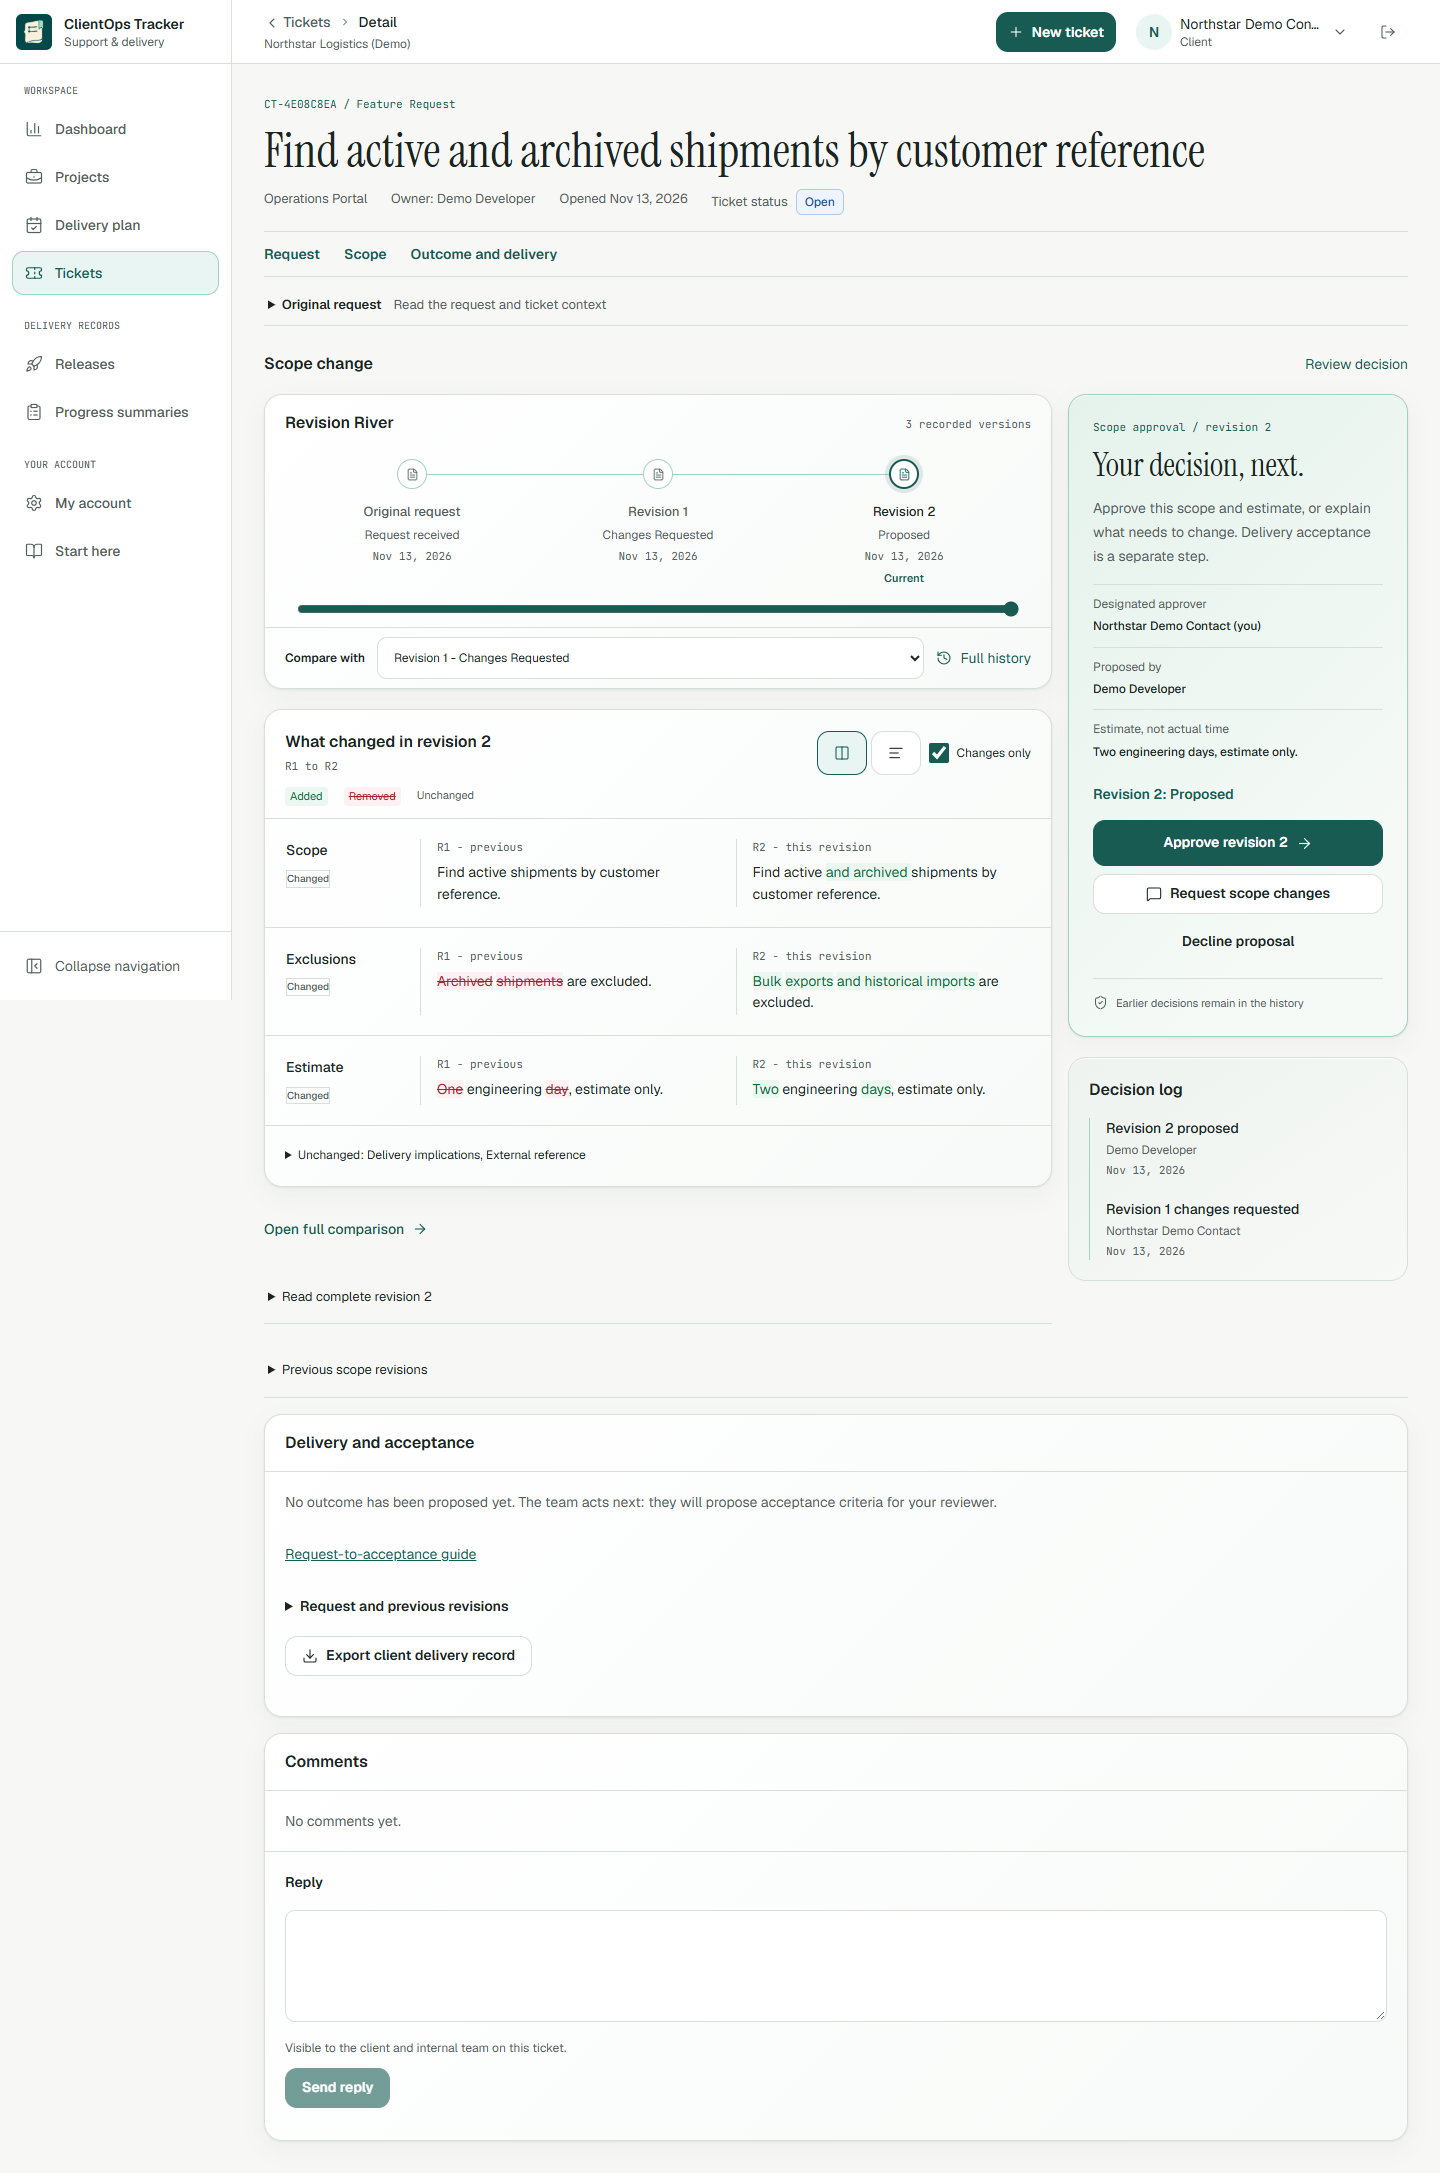 ClientOps Tracker
Support & delivery
WORKSPACE
Dashboard
Projects
Delivery plan
Tickets
DELIVERY RECORDS
Releases
Progress summaries
YOUR ACCOUNT
My account
Start here
Collapse navigation
Tickets
Detail
Northstar Logistics (Demo)
New ticket
N
Northstar Demo Con...
Client
CT-4E08C8EA / Feature Request
Find active and archived shipments by customer reference
Operations Portal
Owner: Demo Developer
Opened Nov 13, 2026
Ticket status
Open
Request
Scope
Outcome and delivery
Original request
Read the request and ticket context
Scope change
Review decision
Revision River
3 recorded versions
Original request
Request received
Nov 13, 2026
Revision 1
Changes Requested
Nov 13, 2026
Revision 2
Proposed
Nov 13, 2026
Current
Compare with
Revision 1 - Changes Requested
Full history
What changed in revision 2
R1 to R2
Changes only
Added
Removed
Unchanged
Scope
Changed
R1 - previous
Find active shipments by customer
reference.
R2 - this revision
Find active and archived shipments by
customer reference.
Exclusions
Changed
R1 - previous
Archived shipments are excluded.
R2 - this revision
Bulk exports and historical imports are
excluded.
Estimate
Changed
R1 - previous
One engineering day, estimate only.
R2 - this revision
Two engineering days, estimate only.
Unchanged: Delivery implications, External reference
Open full comparison
Read complete revision 2
Scope approval / revision 2
Your decision, next.
Approve this scope and estimate, or explain
what needs to change. Delivery acceptance
is a separate step.
Designated approver
Northstar Demo Contact (you)
Proposed by
Demo Developer
Estimate, not actual time
Two engineering days, estimate only.
Revision 2: Proposed
Approve revision 2
Request scope changes
Decline proposal
Earlier decisions remain in the history
Decision log
Revision 2 proposed
Demo Developer
Nov 13, 2026
Revision 1 changes requested
Northstar Demo Contact
Nov 13, 2026
Previous scope revisions
Delivery and acceptance
No outcome has been proposed yet. The team acts next: they will propose acceptance criteria for your reviewer.
Request-to-acceptance guide
Request and previous revisions
Export client delivery record
Comments
No comments yet.
Reply
Visible to the client and internal team on this ticket.
Send reply